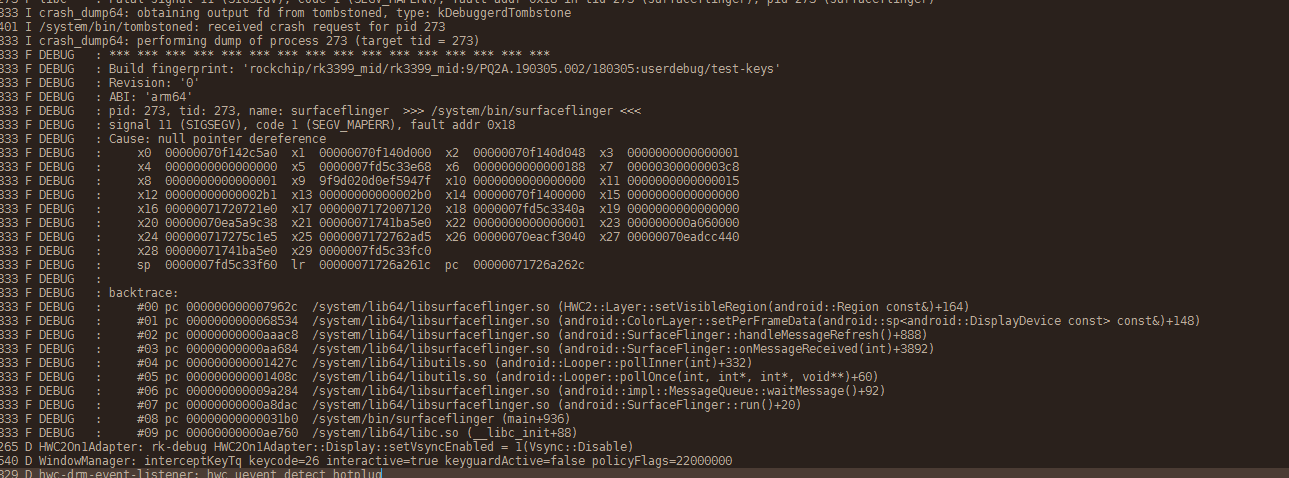 I crash_dump64: obtaining output fd from tombstoned, type: kDebuggerdTombstone
401 I /system/bin/tombstoned: received crash request for pid 273
333 I crash_dump64: performing dump of process 273 (target tid = 273)
333 F DEBUG   : *** *** *** *** *** *** *** *** *** *** *** *** *** *** *** ***
333 F DEBUG   : Build fingerprint: 'rockchip/rk3399_mid/rk3399_mid:9/PQ2A.190305.002/180305:userdebug/test-keys'
333 F DEBUG   : Revision: '0'
333 F DEBUG   : ABI: 'arm64'
333 F DEBUG   : pid: 273, tid: 273, name: surfaceflinger  >>> /system/bin/surfaceflinger <<<
333 F DEBUG   : signal 11 (SIGSEGV), code 1 (SEGV_MAPERR), fault addr 0x18
333 F DEBUG   : Cause: null pointer dereference
333 F DEBUG   :     x0  00000070f142c5a0  x1  00000070f140d000  x2  00000070f140d048  x3  0000000000000001
333 F DEBUG   :     x4  0000000000000000  x5  0000007fd5c33e68  x6  0000000000000188  x7  00000300000003c8
333 F DEBUG   :     x8  0000000000000001  x9  9f9d020d0ef5947f  x10 0000000000000000  x11 0000000000000015
333 F DEBUG   :     x12 00000000000002b1  x13 00000000000002b0  x14 00000070f1400000  x15 0000000000000000
333 F DEBUG   :     x16 00000071720721e0  x17 0000007172007120  x18 0000007fd5c3340a  x19 0000000000000000
333 F DEBUG   :     x20 00000070ea5a9c38  x21 00000071741ba5e0  x22 0000000000000001  x23 000000000a060000
333 F DEBUG   :     x24 000000717275c1e5  x25 0000007172762ad5  x26 00000070eacf3040  x27 00000070eadcc440
333 F DEBUG   :     x28 00000071741ba5e0  x29 0000007fd5c33fc0
333 F DEBUG   :     sp  0000007fd5c33f60  lr  00000071726a261c  pc  00000071726a262c
333 F DEBUG   :
333 F DEBUG   : backtrace:
333 F DEBUG   :     #00 pc 000000000007962c  /system/lib64/libsurfaceflinger.so (HWC2::Layer::setVisibleRegion(android::Region const&)+164)
333 F DEBUG   :     #01 pc 0000000000068534  /system/lib64/libsurfaceflinger.so (android::ColorLayer::setPerFrameData(android::sp<android::DisplayDevice const> const&)+148)
333 F DEBUG   :     #02 pc 00000000000aaac8  /system/lib64/libsurfaceflinger.so (android::SurfaceFlinger::handleMessageRefresh()+888)
333 F DEBUG   :     #03 pc 00000000000aa684  /system/lib64/libsurfaceflinger.so (android::SurfaceFlinger::onMessageReceived(int)+3892)
333 F DEBUG   :     #04 pc 000000000001427c  /system/lib64/libutils.so (android::Looper::pollInner(int)+332)
333 F DEBUG   :     #05 pc 000000000001408c  /system/lib64/libutils.so (android::Looper::pollOnce(int, int*, int*, void**)+60)
333 F DEBUG   :     #06 pc 000000000009a284  /system/lib64/libsurfaceflinger.so (android::impl::MessageQueue::waitMessage()+92)
333 F DEBUG   :     #07 pc 00000000000a8dac  /system/lib64/libsurfaceflinger.so (android::SurfaceFlinger::run()+20)
333 F DEBUG   :     #08 pc 00000000000031b0  /system/bin/surfaceflinger (main+936)
333 F DEBUG   :     #09 pc 00000000000ae760  /system/lib64/libc.so (__libc_init+88)
265 D HWC2On1Adapter: rk-debug HWC2On1Adapter::Display::setVsyncEnabled = 1(Vsync::Disable)
540 D WindowManager: interceptKeyTq keycode=26 interactive=true keyguardActive=false policyFlags=22000000
329 D hwc-drm-event-listener: hwc_uevent detect hotplug